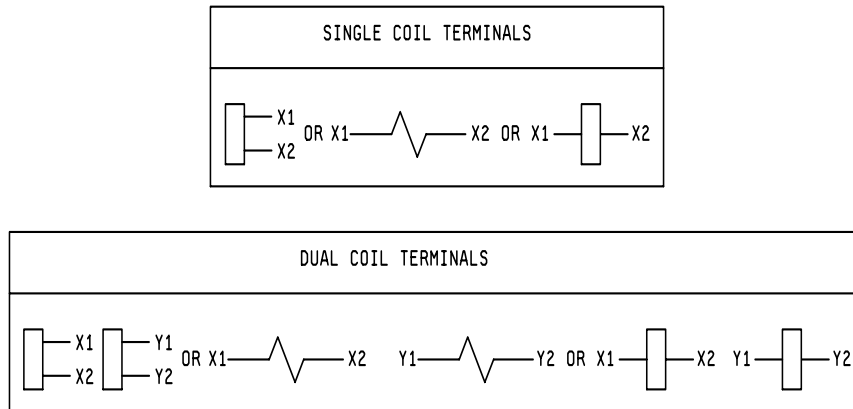 SINGLE COIL TERMINALS
X1
X2
OR X1 X2 OR X1 X2
DUAL COIL TERMINALS
X1 Y1
X2 Y2
OR X1 X2 Y1 Y2 OR X1 X2 Y1 Y2